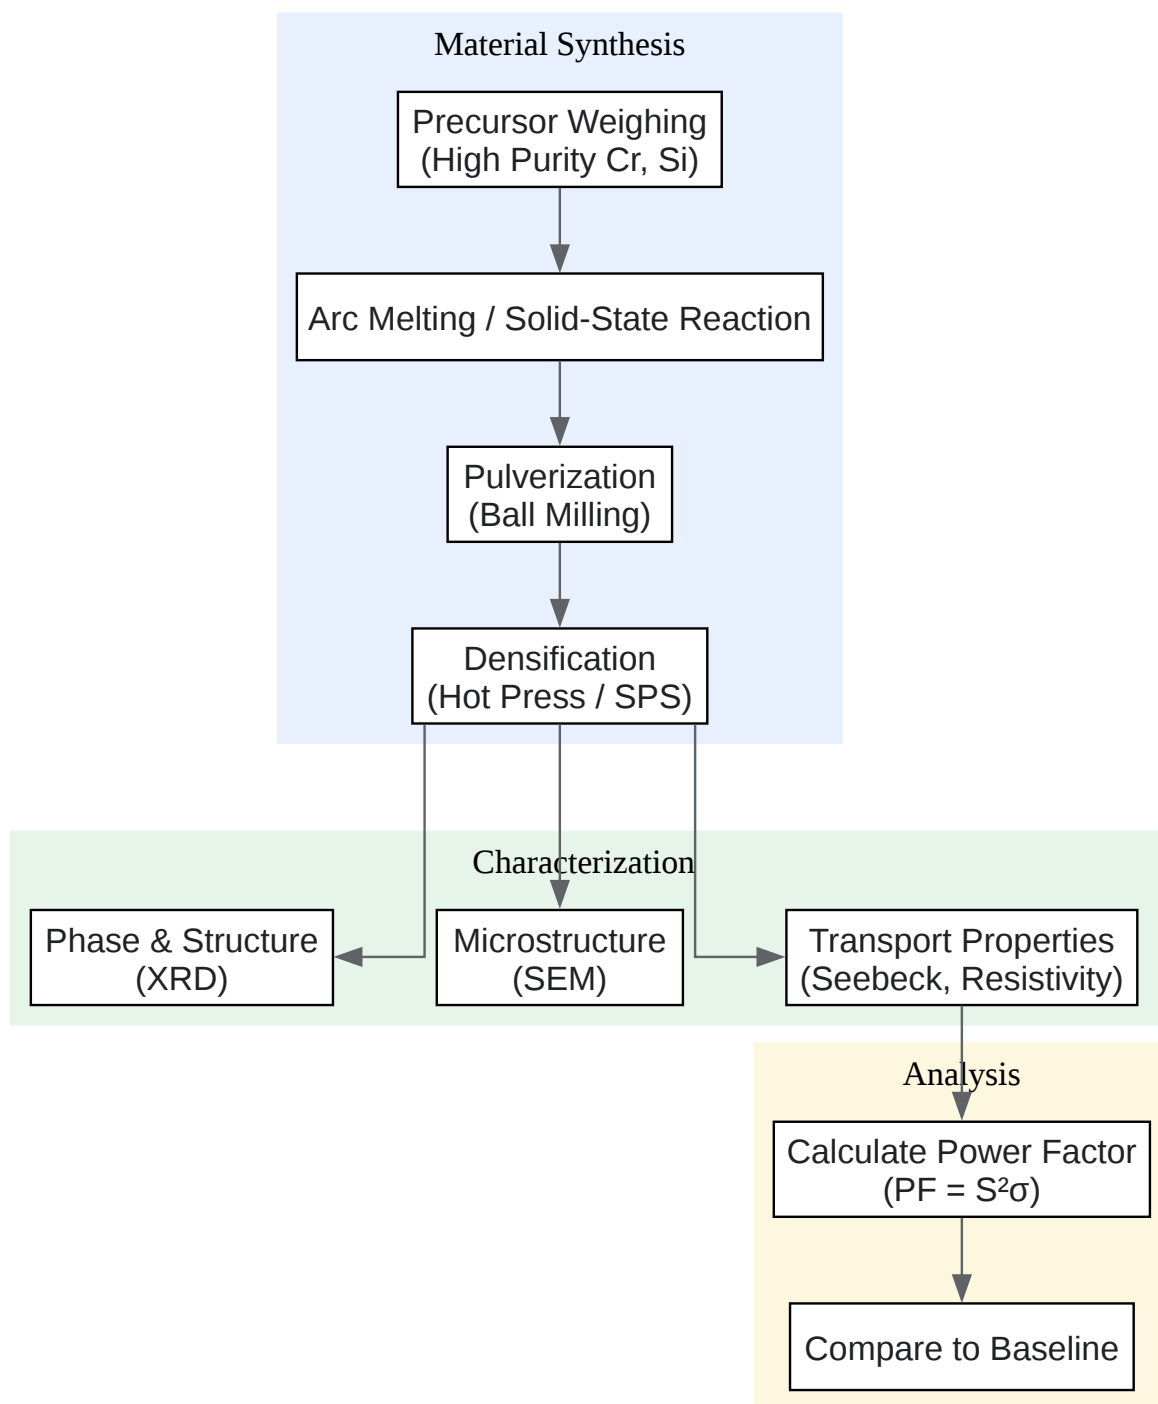 Material Synthesis
Precursor Weighing
(High Purity Cr, Si)
Arc Melting / Solid-State Reaction
Pulverization
(Ball Milling)
Densification
(Hot Press / SPS)
Characterization
Phase & Structure
(XRD)
Microstructure
(SEM)
Transport Properties
(Seebeck, Resistivity)
Analysis
Calculate Power Factor
(PF = S²σ)
Compare to Baseline